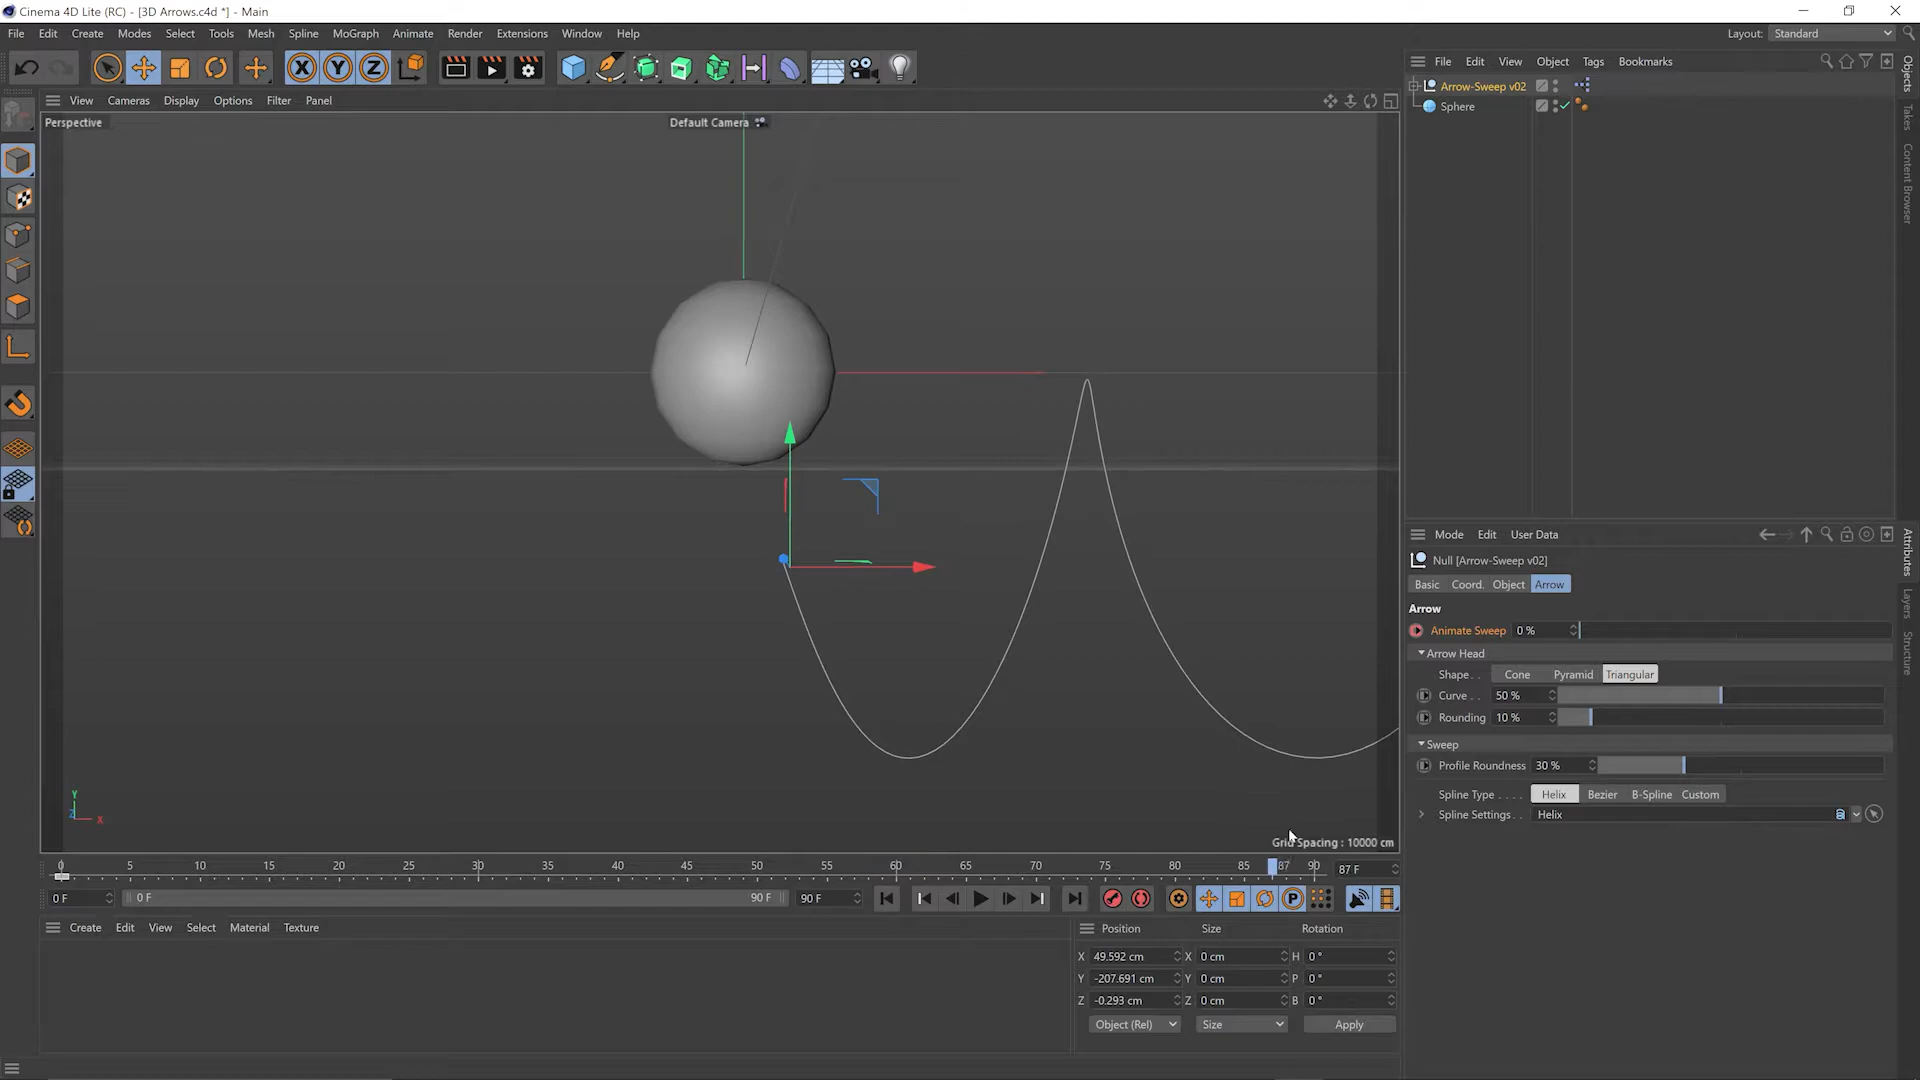 Cinema 4D Lite (RC) - [3D Arrows.c4d *] - Main
File Edit Create Modes Select Tools Mesh Spline MoGraph Animate Render Extensions Window Help Layout: Standard
File Edit View Object Tags Bookmarks
Arrow-Sweep v02
Sphere
View Cameras Display Options Filter Panel
Perspective
Default Camera
Objects
Takes
Content Browser
Mode Edit User Data
Null [Arrow-Sweep v02]
Basic Coord. Object Arrow
Arrow
Animate Sweep 0 %
Arrow Head
Shape . . Cone Pyramid Triangular
Curve . . 50 %
Rounding 10 %
Sweep
Profile Roundness 30 %
Spline Type . . . . Helix Bezier B-Spline Custom
Spline Settings . . Helix
Attributes
Layers
Structure
Y
Z
X
Grid Spacing : 10000 cm
0 5 10 15 20 25 30 35 40 45 50 55 60 65 70 75 80 85 87 90 87 F
0 F 0 F 90 F 90 F
P
Create Edit View Select Material Texture
Position Size Rotation
X 49.592 cm X 0 cm H 0 °
Y -207.691 cm Y 0 cm P 0 °
Z -0.293 cm Z 0 cm B 0 °
Object (Rel) Size Apply